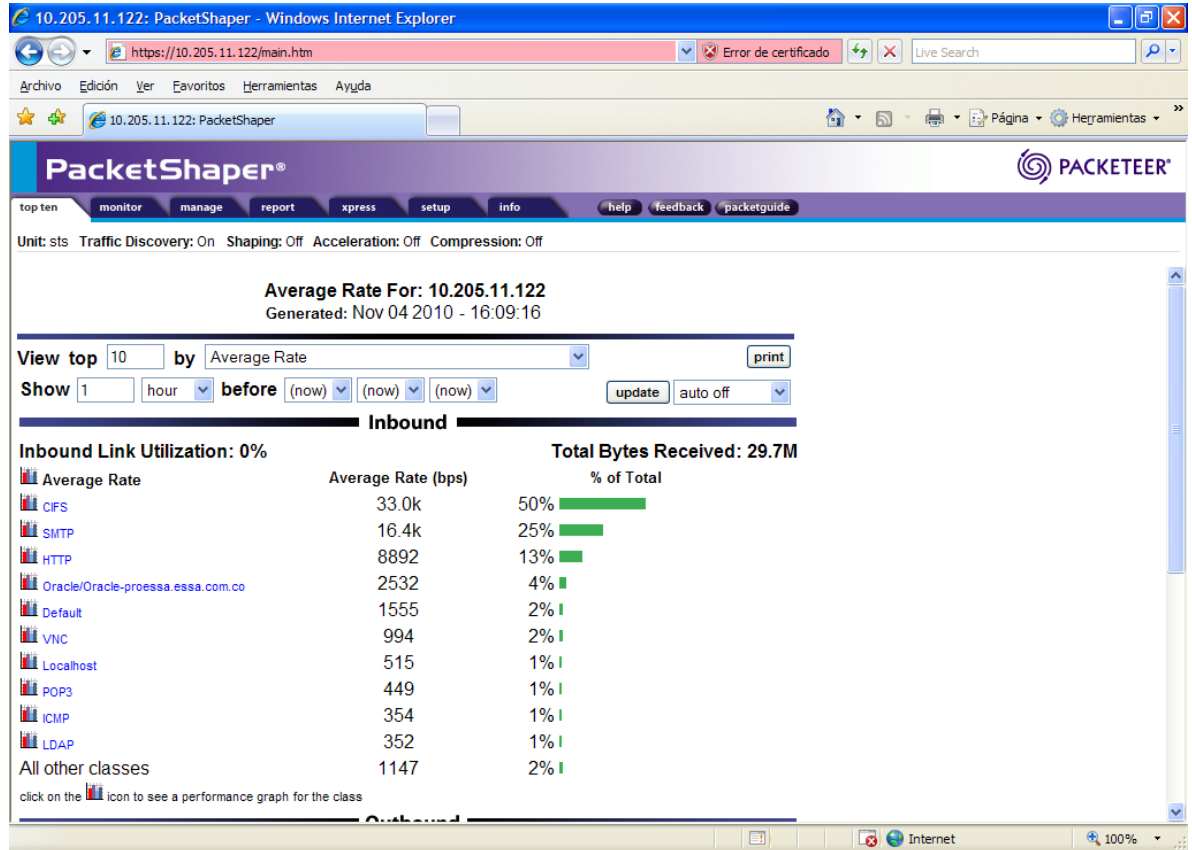 10.205.11.122: PacketShaper - Windows Internet Explorer
https://10.205.11.122/main.htm Error de certificado Live Search
Archivo Edición Ver Favoritos Herramientas Ayuda
10.205.11.122: PacketShaper Página Herramientas »
PacketShaper® PACKETEER®
top ten monitor manage report xpress setup info help feedback packetguide
Unit: sts Traffic Discovery: On Shaping: Off Acceleration: Off Compression: Off
Average Rate For: 10.205.11.122
Generated: Nov 04 2010 - 16:09:16
View top 10 by Average Rate print
Show 1 hour before (now) (now) (now) update auto off
Inbound
Inbound Link Utilization: 0% Total Bytes Received: 29.7M
Average Rate Average Rate (bps) % of Total
CIFS 33.0k 50%
SMTP 16.4k 25%
HTTP 8892 13%
Oracle/Oracle-proessa.essa.com.co 2532 4%
Default 1555 2%
VNC 994 2%
Localhost 515 1%
POP3 449 1%
ICMP 354 1%
LDAP 352 1%
All other classes 1147 2%
click on the icon to see a performance graph for the class
Outbound
Internet 100%